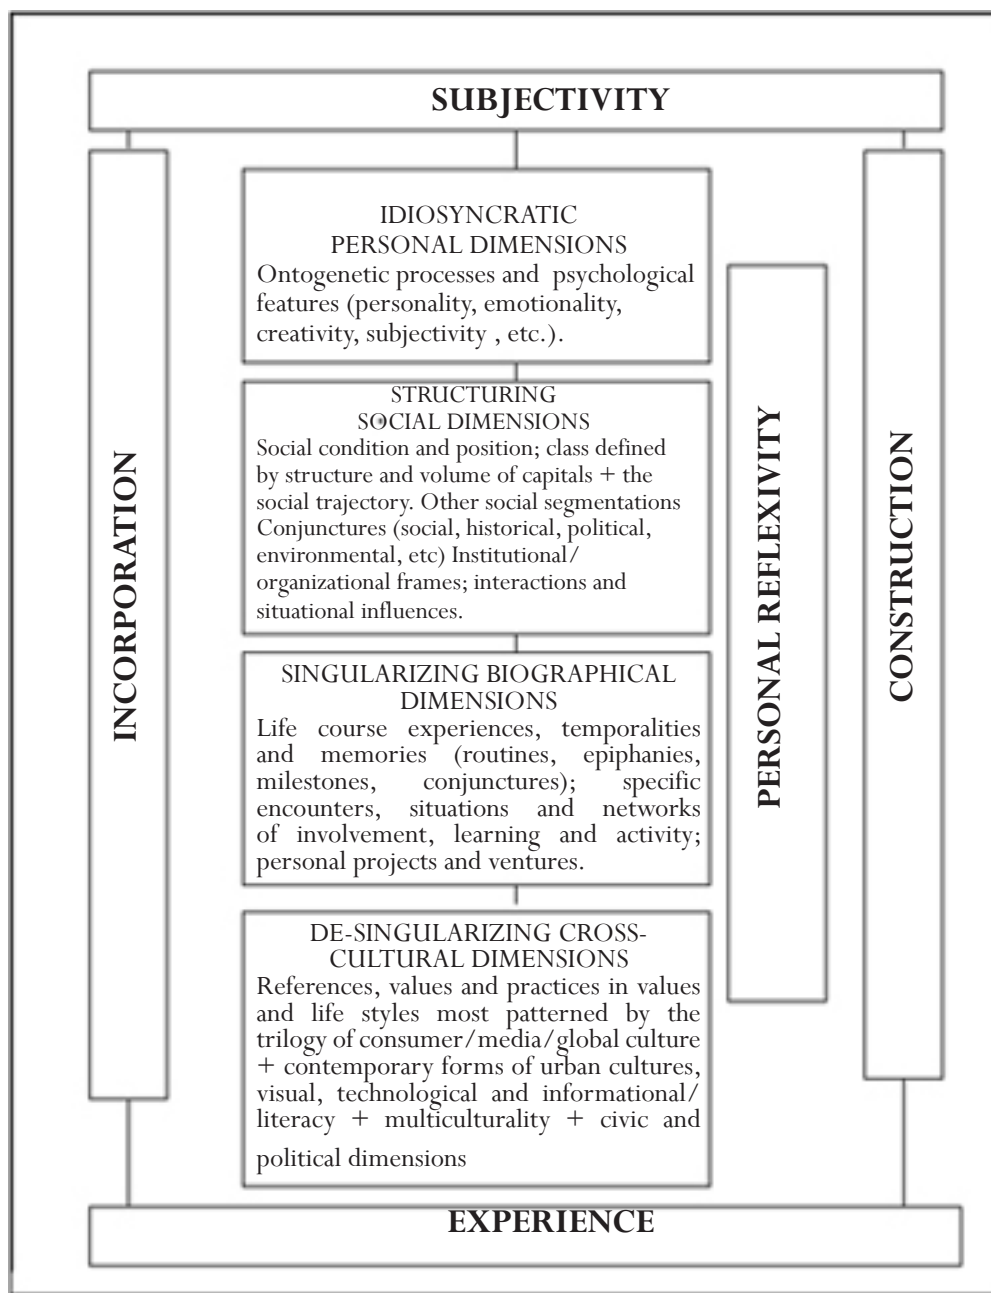 SUBJECTIVITY
INCORPORATION
IDIOSYNCRATIC
PERSONAL DIMENSIONS
Ontogenetic processes and psychological
features (personality, emotionality,
creativity, subjectivity , etc.).
STRUCTURING
SOCIAL DIMENSIONS
Social condition and position; class defined
by structure and volume of capitals + the
social trajectory. Other social segmentations
Conjunctures (social, historical, political,
environmental, etc) Institutional/
organizational frames; interactions and
situational influences.
SINGULARIZING BIOGRAPHICAL
DIMENSIONS
Life course experiences, temporalities
and memories (routines, epiphanies,
milestones, conjunctures); specific
encounters, situations and networks
of involvement, learning and activity;
personal projects and ventures.
DE-SINGULARIZING CROSS-
CULTURAL DIMENSIONS
References, values and practices in values
and life styles most patterned by the
trilogy of consumer/media/global culture
+ contemporary forms of urban cultures,
visual, technological and informational/
literacy + multiculturality + civic and
political dimensions
PERSONAL REFLEXIVITY
CONSTRUCTION
EXPERIENCE